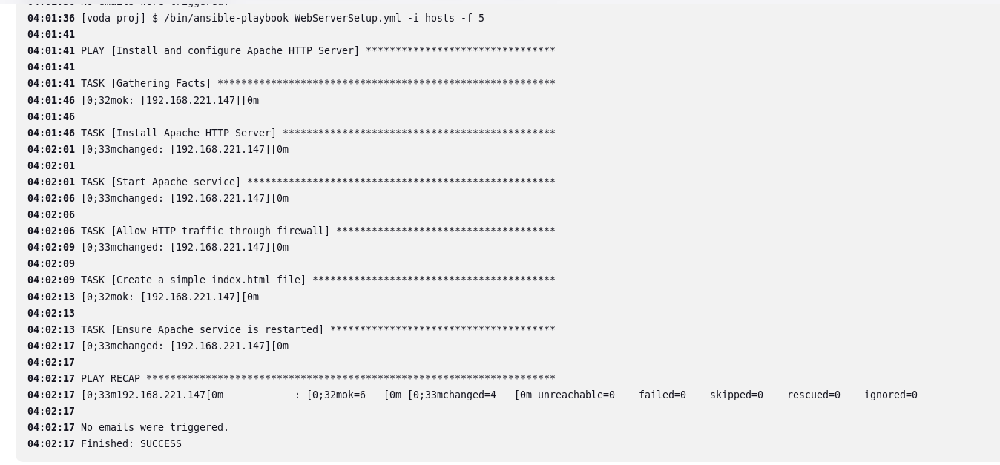 No emails were triggered.
04:01:36 [voda_proj] $ /bin/ansible-playbook WebServerSetup.yml -i hosts -f 5
04:01:41
04:01:41 PLAY [Install and configure Apache HTTP Server] ********************************
04:01:41
04:01:41 TASK [Gathering Facts] *********************************************************
04:01:46 [0;32mok: [192.168.221.147][0m
04:01:46
04:01:46 TASK [Install Apache HTTP Server] **********************************************
04:02:01 [0;33mchanged: [192.168.221.147][0m
04:02:01
04:02:01 TASK [Start Apache service] ****************************************************
04:02:06 [0;33mchanged: [192.168.221.147][0m
04:02:06
04:02:06 TASK [Allow HTTP traffic through firewall] *************************************
04:02:09 [0;33mchanged: [192.168.221.147][0m
04:02:09
04:02:09 TASK [Create a simple index.html file] *****************************************
04:02:13 [0;32mok: [192.168.221.147][0m
04:02:13
04:02:13 TASK [Ensure Apache service is restarted] **************************************
04:02:17 [0;33mchanged: [192.168.221.147][0m
04:02:17
04:02:17 PLAY RECAP *********************************************************************
04:02:17 [0;33m192.168.221.147[0m            : [0;32mok=6   [0m [0;33mchanged=4   [0m unreachable=0    failed=0    skipped=0    rescued=0    ignored=0
04:02:17
04:02:17 No emails were triggered.
04:02:17 Finished: SUCCESS